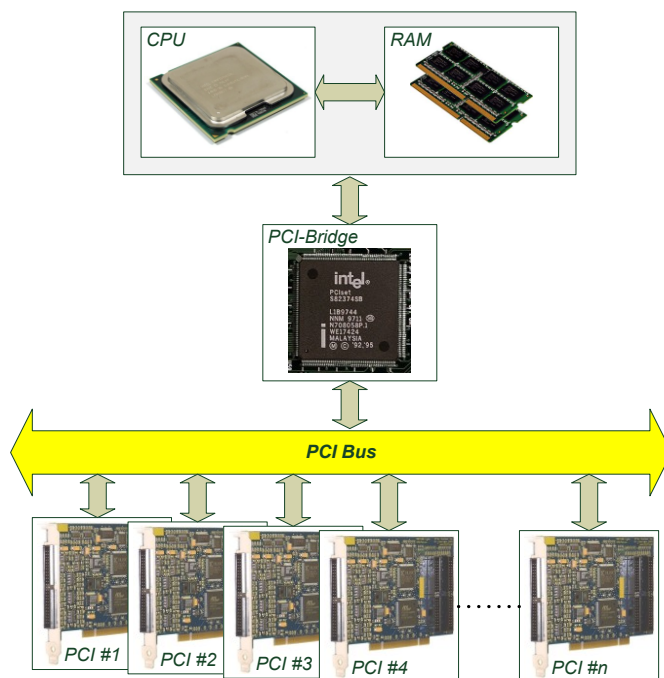 CPU
RAM
PCI-Bridge
intel®
PCIset
S82374SB
L1B9744
NNM 9711 Ⓜ
N708058P.1
WE17424
MALAYSIA
Ⓜ © '92,'95
PCI Bus
PCI #1
PCI #2
PCI #3
PCI #4
PCI #n